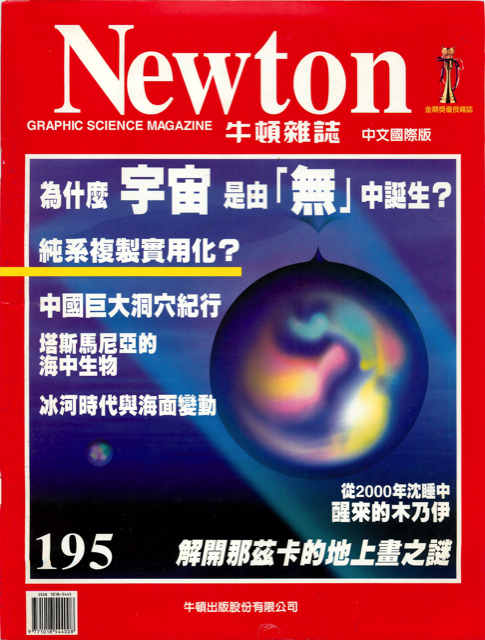 Newton
金鼎獎優良雜誌
GRAPHIC SCIENCE MAGAZINE 牛頓雜誌 中文國際版
為什麼 宇宙 是由「無」中誕生?
純系複製實用化?
中國巨大洞穴紀行
塔斯馬尼亞的
海中生物
冰河時代與海面變動
從2000年沈睡中
醒來的木乃伊
195
解開那茲卡的地上畫之謎
ISSN 1018-5445
牛頓出版股份有限公司